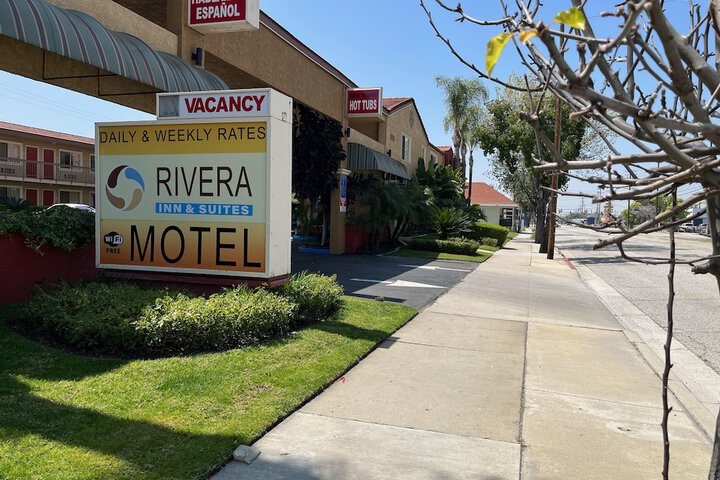 ESPAÑOL
HOT TUBS
VACANCY
DAILY & WEEKLY RATES
RIVERA
INN & SUITES
WiFi
FREE
MOTEL